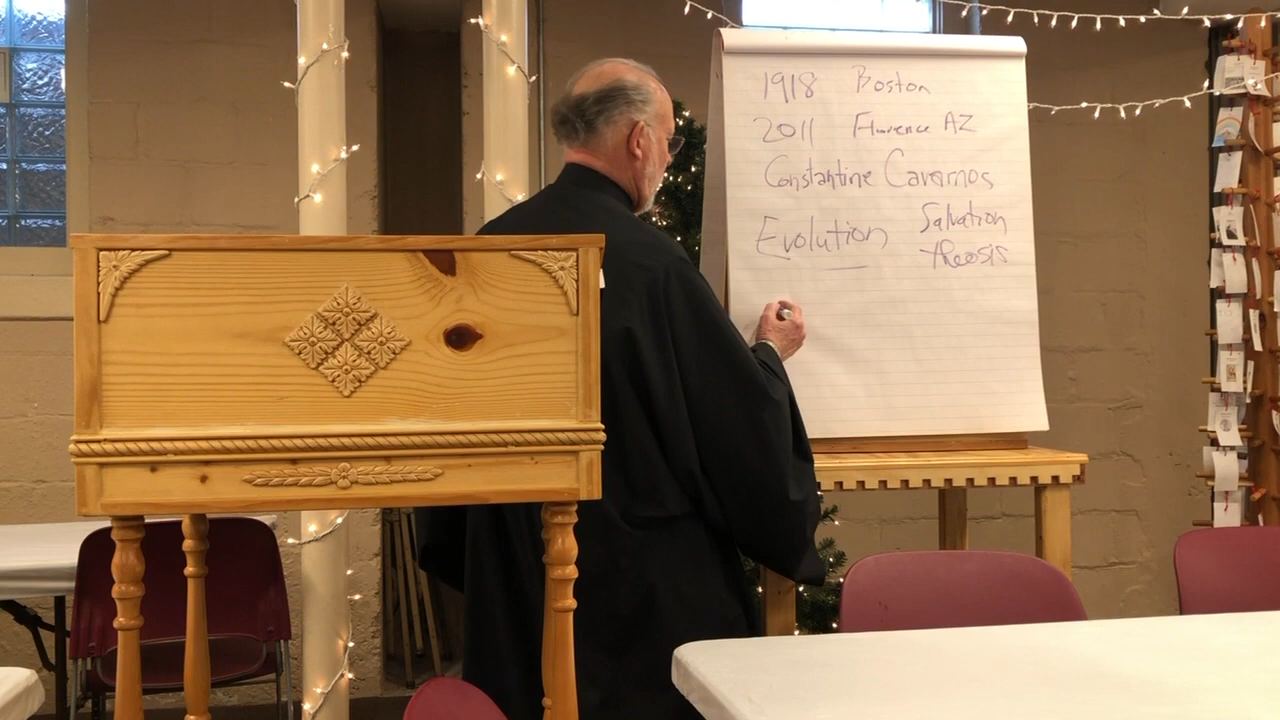 1918 Boston
2011 Florence AZ
Constantine Cavarnos
Evolution Salvation
theosis